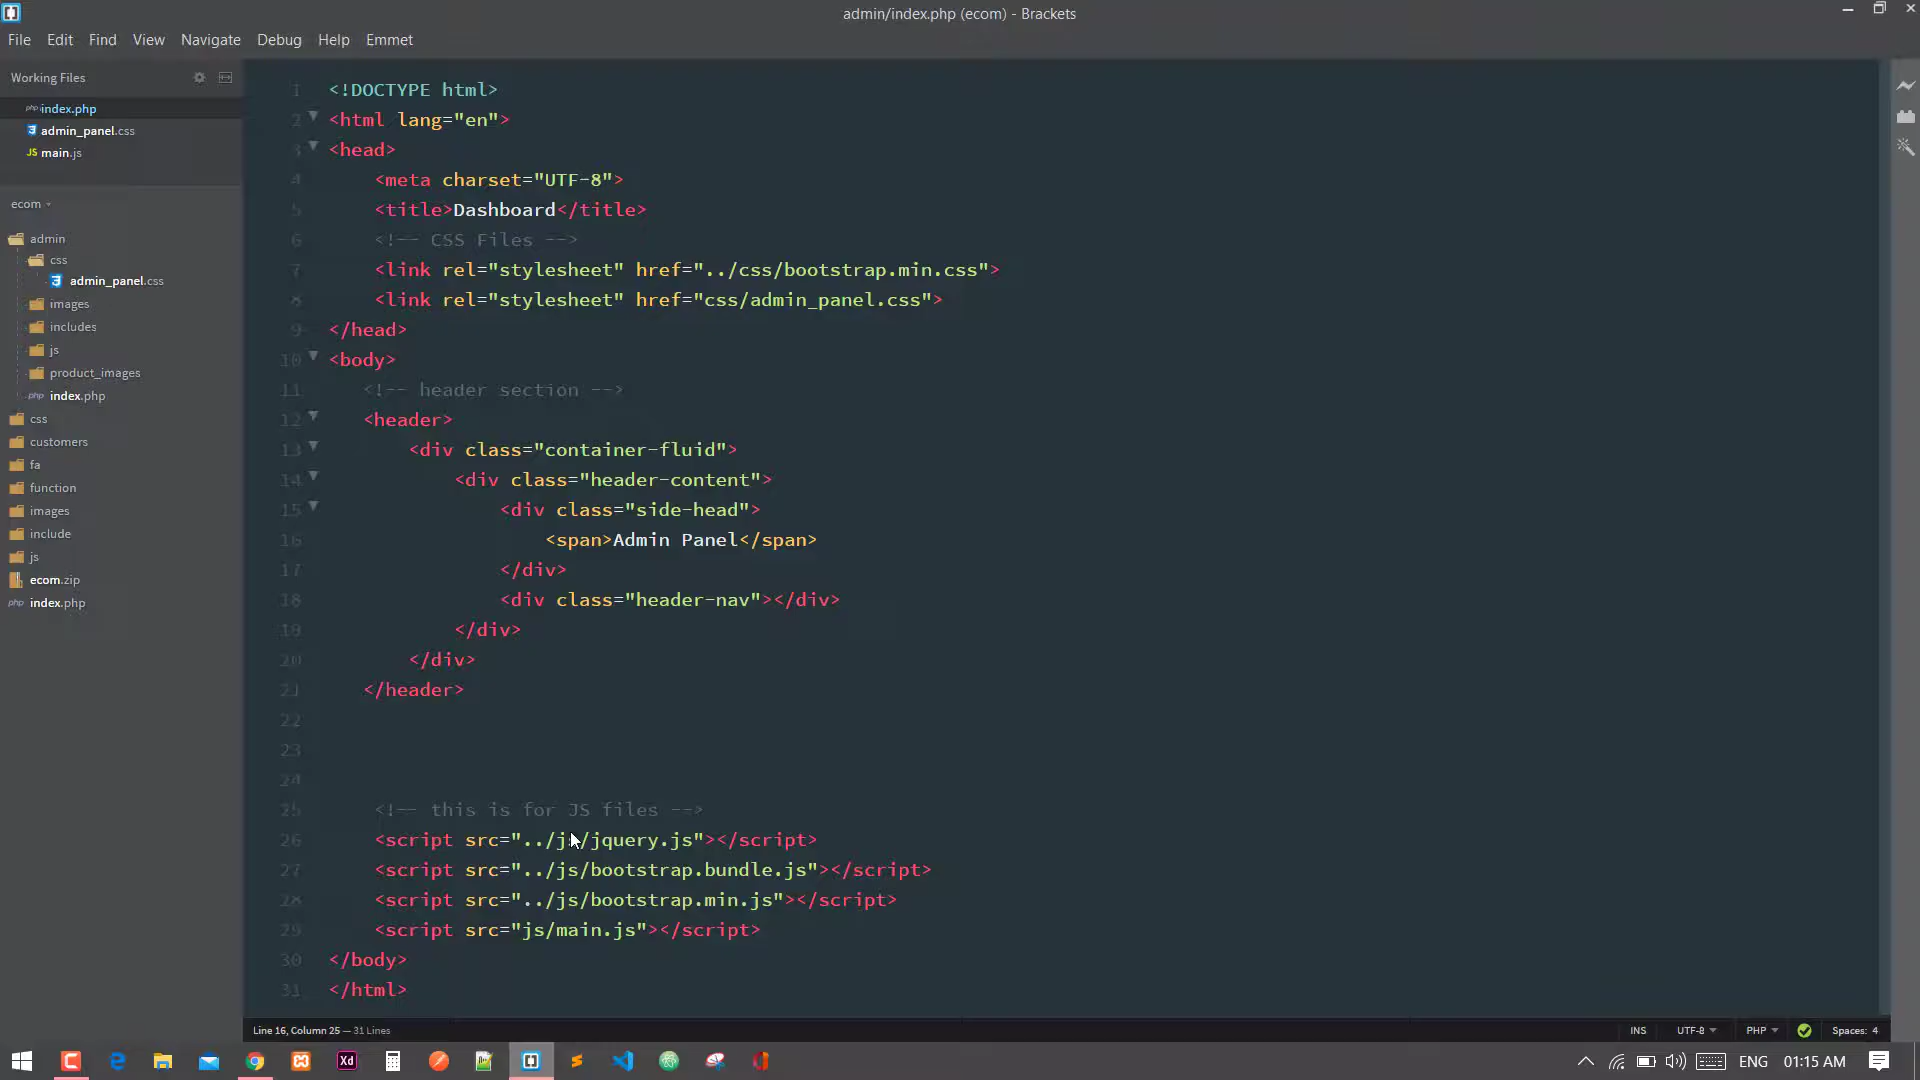 admin/index.php (ecom) - Brackets
File Edit Find View Navigate Debug Help Emmet
Working Files
php index.php
admin_panel.css
JS main.js
ecom
admin
css
admin_panel.css
images
includes
js
product_images
php index.php
css
customers
fa
function
images
include
js
ecom.zip
php index.php
1 <!DOCTYPE html>
2 <html lang="en">
3 <head>
4 <meta charset="UTF-8">
5 <title>Dashboard</title>
6 <!-- CSS Files -->
7 <link rel="stylesheet" href="../css/bootstrap.min.css">
8 <link rel="stylesheet" href="css/admin_panel.css">
9 </head>
10 <body>
11 <!-- header section -->
12 <header>
13 <div class="container-fluid">
14 <div class="header-content">
15 <div class="side-head">
16 <span>Admin Panel</span>
17 </div>
18 <div class="header-nav"></div>
19 </div>
20 </div>
21 </header>
22
23
24
25 <!-- this is for JS files -->
26 <script src="../js/jquery.js"></script>
27 <script src="../js/bootstrap.bundle.js"></script>
28 <script src="../js/bootstrap.min.js"></script>
29 <script src="js/main.js"></script>
30 </body>
31 </html>
Line 16, Column 25 — 31 Lines
INS UTF-8 PHP Spaces: 4
Xd
ENG 01:15 AM